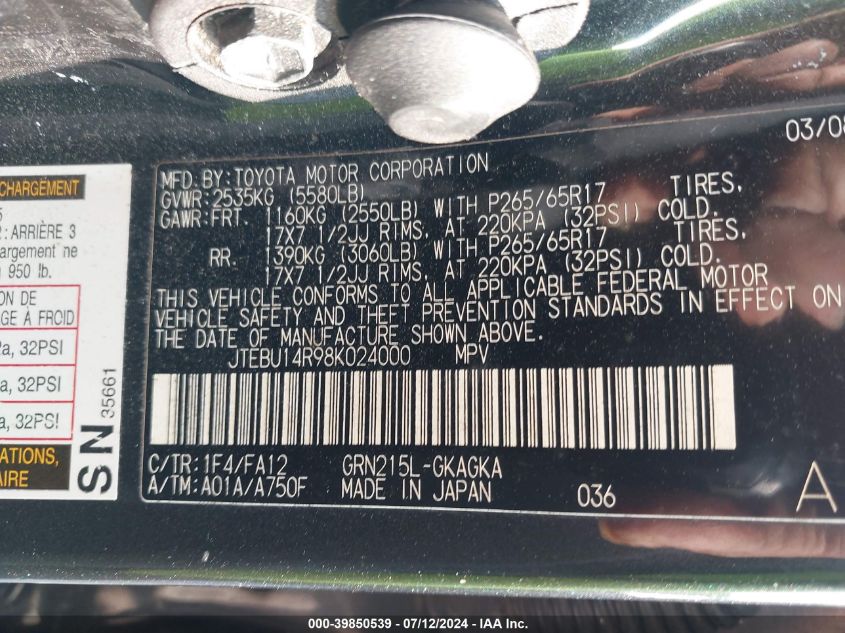 03/08
MFD. BY: TOYOTA MOTOR CORPORATION
GVWR: 2535KG (5580LB)
GAWR: FRT. 1160KG (2550LB) WITH P265/65R17 TIRES,
17X7 1/2JJ RIMS, AT 220KPA (32PSI) COLD.
RR. 1390KG (3060LB) WITH P265/65R17 TIRES,
17X7 1/2JJ RIMS, AT 220KPA (32PSI) COLD.
THIS VEHICLE CONFORMS TO ALL APPLICABLE FEDERAL MOTOR
VEHICLE SAFETY AND THEFT PREVENTION STANDARDS IN EFFECT ON
THE DATE OF MANUFACTURE SHOWN ABOVE.
JTEBU14R98K024000 MPV
C/TR: 1F4/FA12 GRN215L-GKAGKA
A/TM: A01A/A750F MADE IN JAPAN 036 A
CHARGEMENT
5
: ARRIÈRE 3
hargement ne
950 lb.
ION DE
GE À FROID
a, 32PSI
a, 32PSI
a, 32PSI
ATIONS,
AIRE
SN 35661
000-39850539 - 07/12/2024 - IAA Inc.